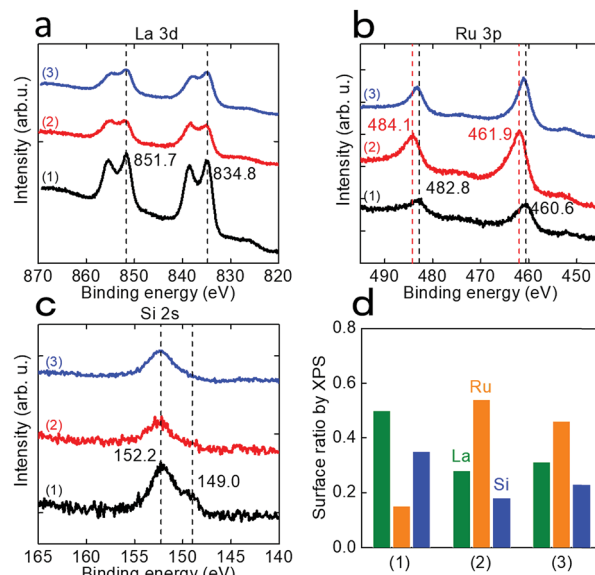 a
La 3d
Intensity (arb.u.)
(3)
(2)
(1)
851.7
834.8
870 860 850 840 830 820
Binding energy (eV)
b
Ru 3p
Intensity (arb.u.)
(3)
484.1
461.9
(2)
(1)
482.8
460.6
490 480 470 460 450
Binding energy (eV)
c
Si 2s
Intensity (arb. u.)
(3)
(2)
152.2
149.0
(1)
165 160 155 150 145 140
Binding energy (eV)
d
Surface ratio by XPS
0.8
0.6
0.4
0.2
0.0
Ru
La
Si
(1) (2) (3)